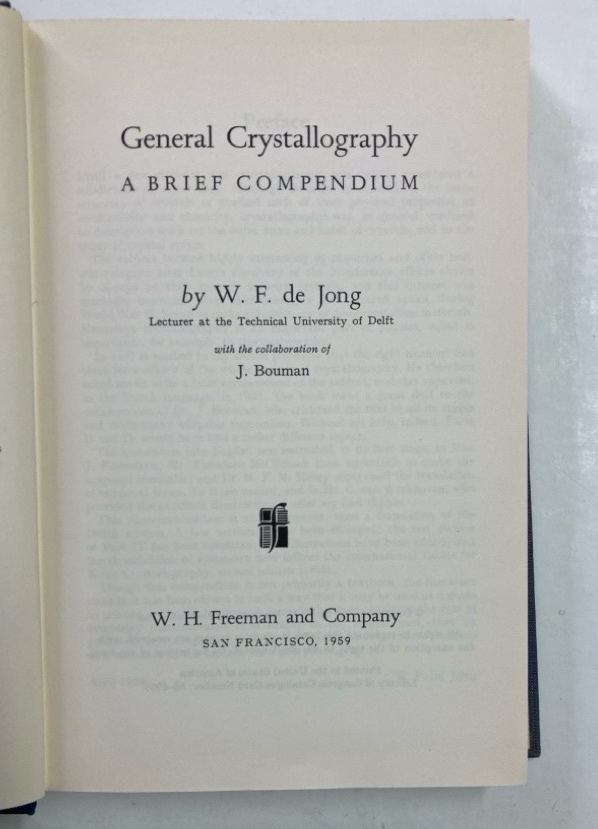 General Crystallography
A BRIEF COMPENDIUM
by W. F. de Jong
Lecturer at the Technical University of Delft
with the collaboration of
J. Bouman
W. H. Freeman and Company
SAN FRANCISCO, 1959